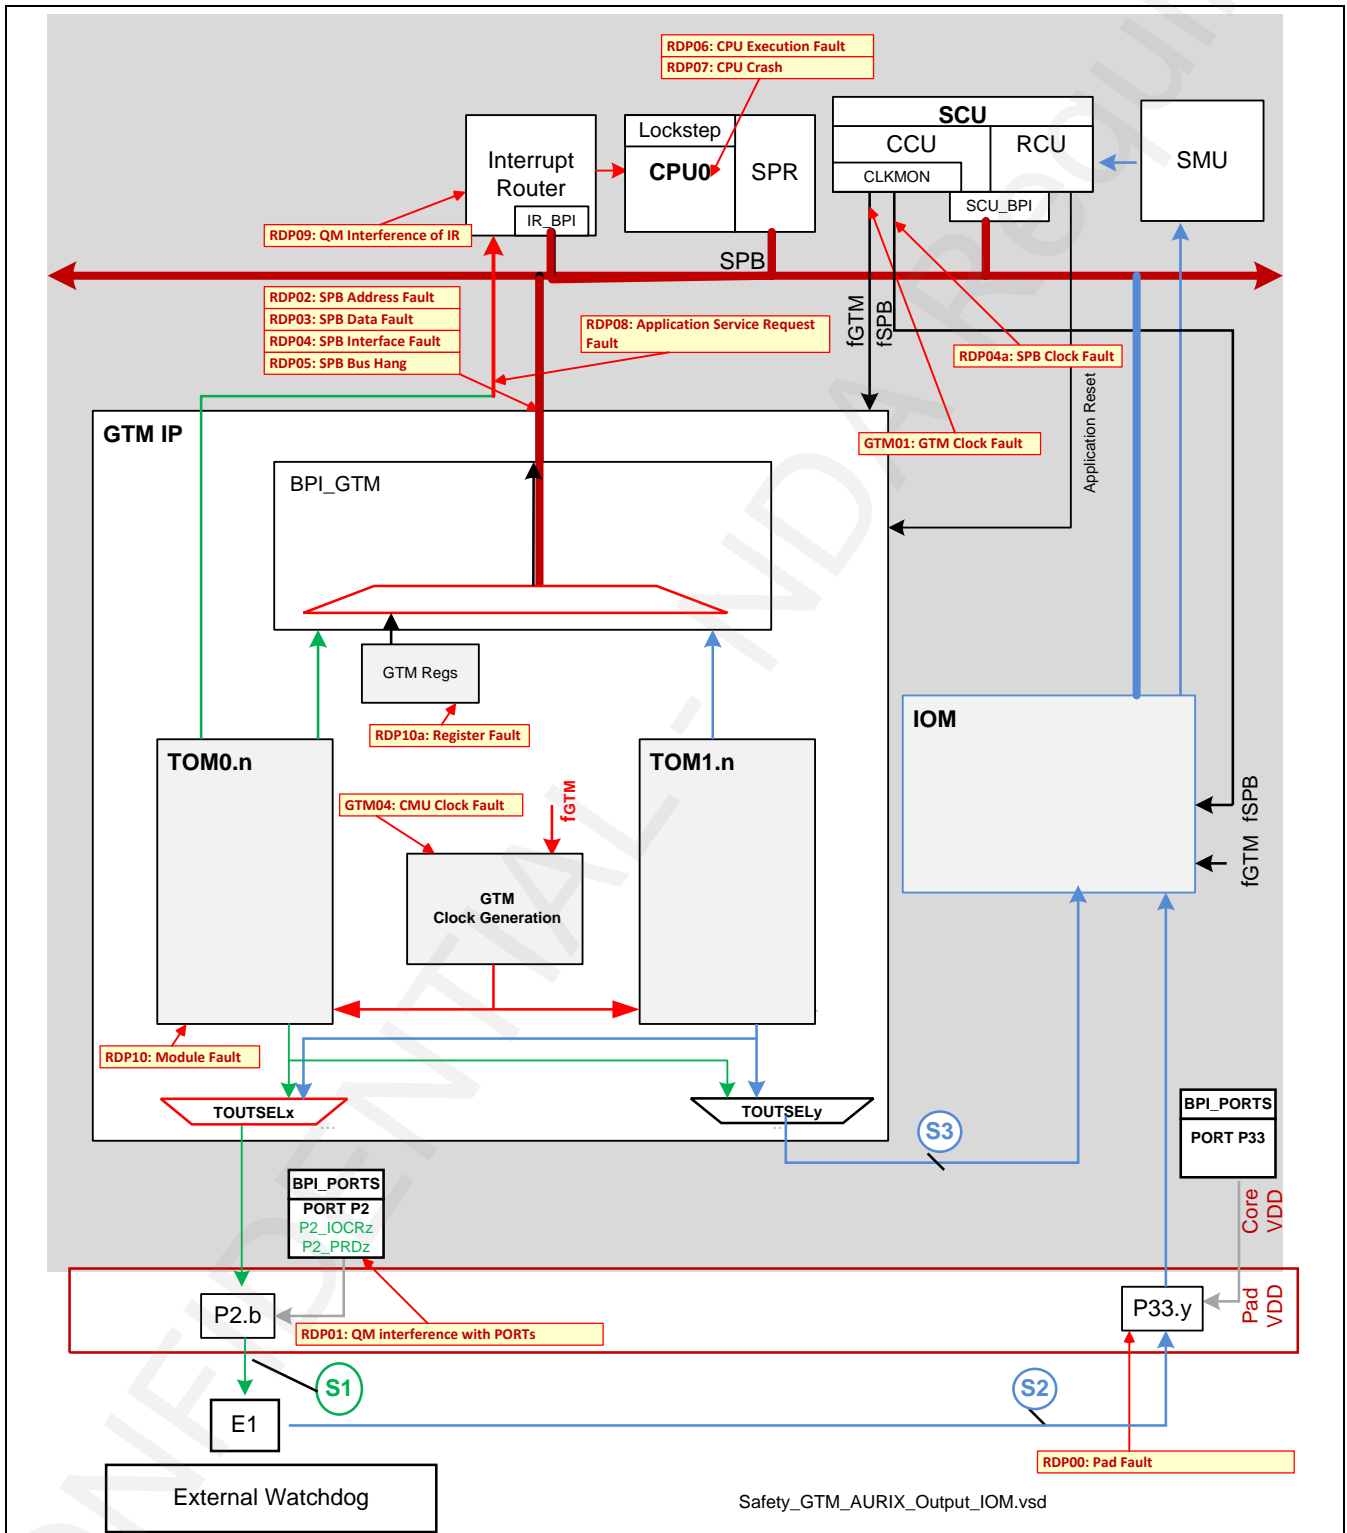 RDP06: CPU Execution Fault
RDP07: CPU Crash
SCU
CCU
RCU
CLKMON
SCU_BPI
SMU
Lockstep
CPU0
SPR
Interrupt
Router
IR_BPI
RDP09: QM Interference of IR
SPB
RDP02: SPB Address Fault
RDP03: SPB Data Fault
RDP04: SPB Interface Fault
RDP05: SPB Bus Hang
RDP08: Application Service Request
Fault
fGTM
fSPB
RDP04a: SPB Clock Fault
Application Reset
GTM01: GTM Clock Fault
GTM IP
BPI_GTM
GTM Regs
RDP10a: Register Fault
IOM
TOM0.n
TOM1.n
GTM04: CMU Clock Fault
fGTM
fSPB
fGTM
GTM
Clock Generation
RDP10: Module Fault
TOUTSELx
...
TOUTSELy
...
S3
BPI_PORTS
PORT P33
BPI_PORTS
PORT P2
P2_IOCRz
P2_PRDz
Core
VDD
Pad
VDD
P2.b
P33.y
RDP01: QM interference with PORTs
S1
S2
E1
RDP00: Pad Fault
External Watchdog
Safety_GTM_AURIX_Output_IOM.vsd
CONFIDENTIAL - NDA Requi